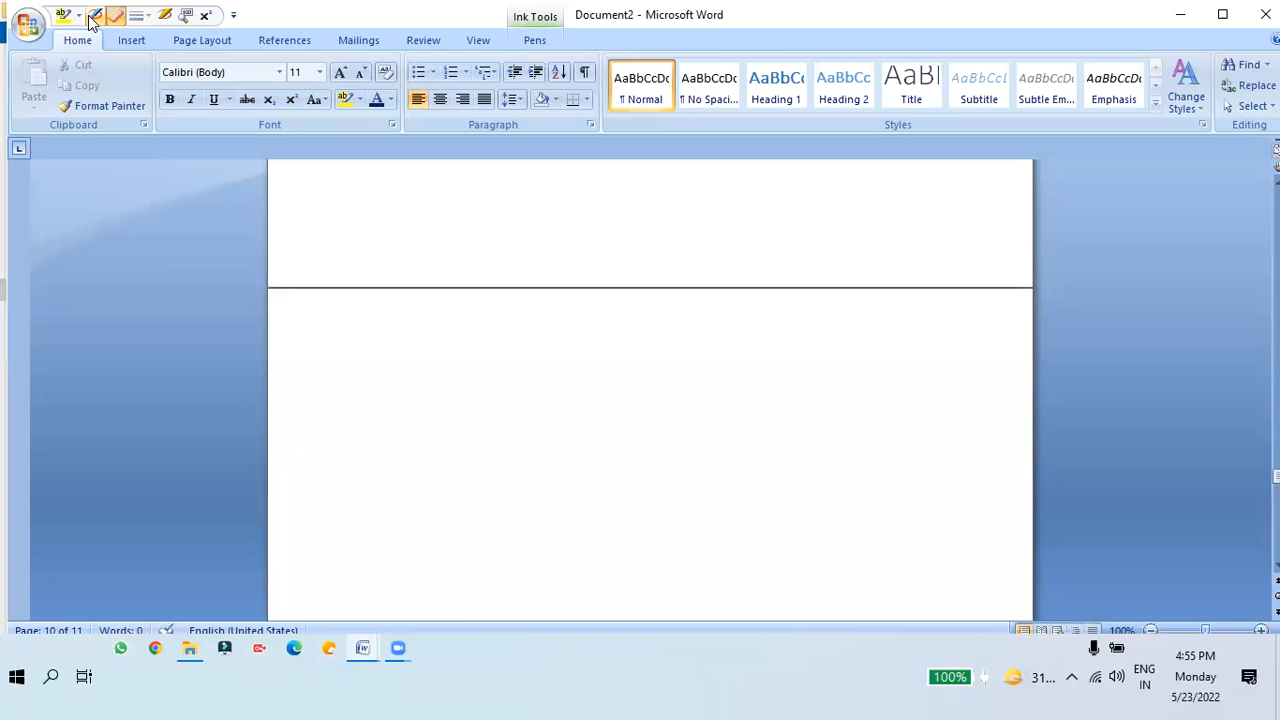 Ink Tools Document2 - Microsoft Word
Home Insert Page Layout References Mailings Review View Pens
Paste Cut Copy Format Painter
Calibri (Body) 11
AaBbCcDc AaBbCcDc AaBbCc AaBbCc AaBl AaBbCcL AaBbCcDc AaBbCcDc
¶ Normal ¶ No Spaci... Heading 1 Heading 2 Title Subtitle Subtle Em... Emphasis
Change Styles
Find Replace Select
Clipboard Font Paragraph Styles Editing
Page: 10 of 11 Words: 0 English (United States) 100%
100% 31... ENG IN
4:55 PM
Monday
5/23/2022